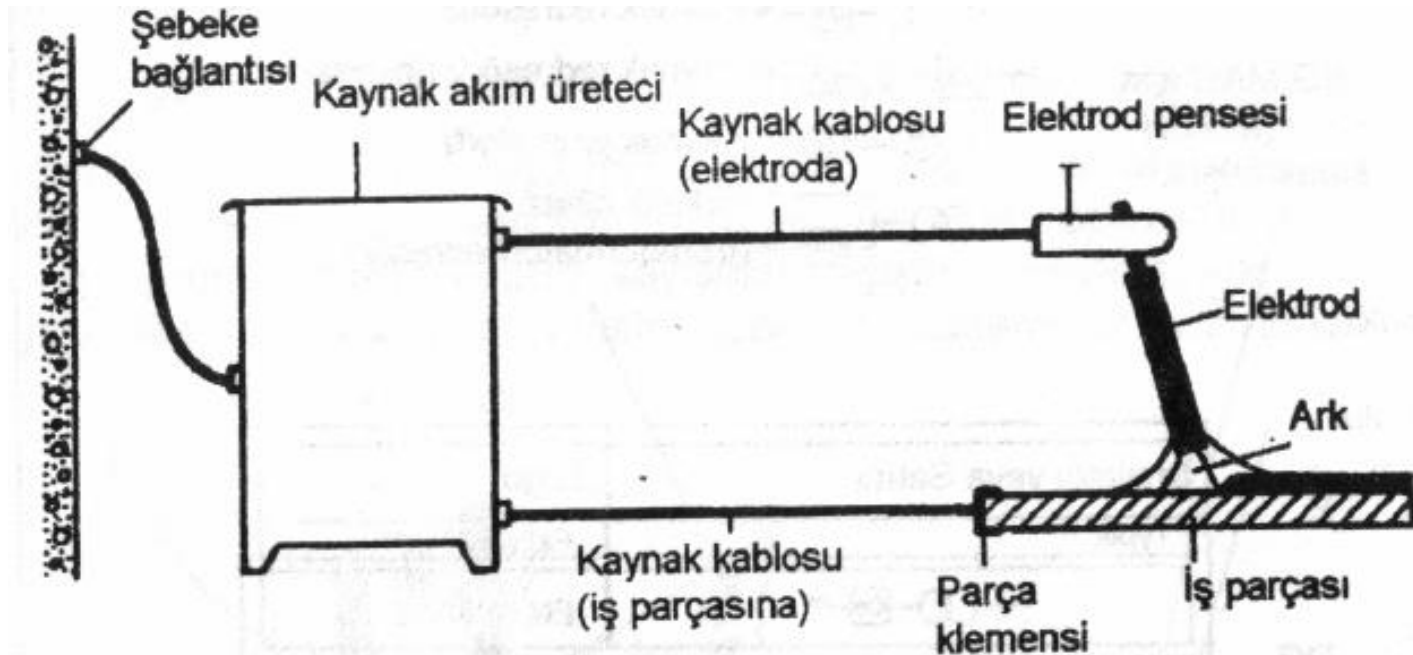 Şebeke
bağlantısı
Kaynak akım üreteci
Kaynak kablosu
(elektroda)
Elektrod pensesi
Elektrod
Ark
Kaynak kablosu
(iş parçasına)
Parça
klemensi
İş parçası